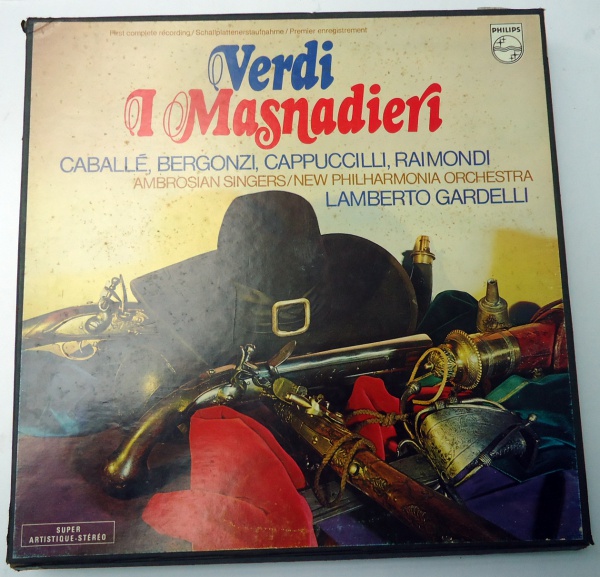 First complete recording/Schallplattenerstaufnahme/Premier enregistrement
PHILIPS
Verdi
I Masnadieri
CABALLÉ, BERGONZI, CAPPUCCILLI, RAIMONDI
AMBROSIAN SINGERS/NEW PHILHARMONIA ORCHESTRA
LAMBERTO GARDELLI
SUPER
ARTISTIQUE-STÉRÉO